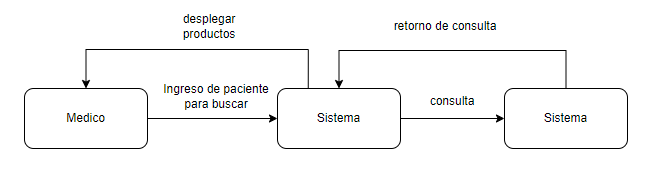 desplegar
productos
retorno de consulta
Ingreso de paciente
para buscar
consulta
Medico
Sistema
Sistema